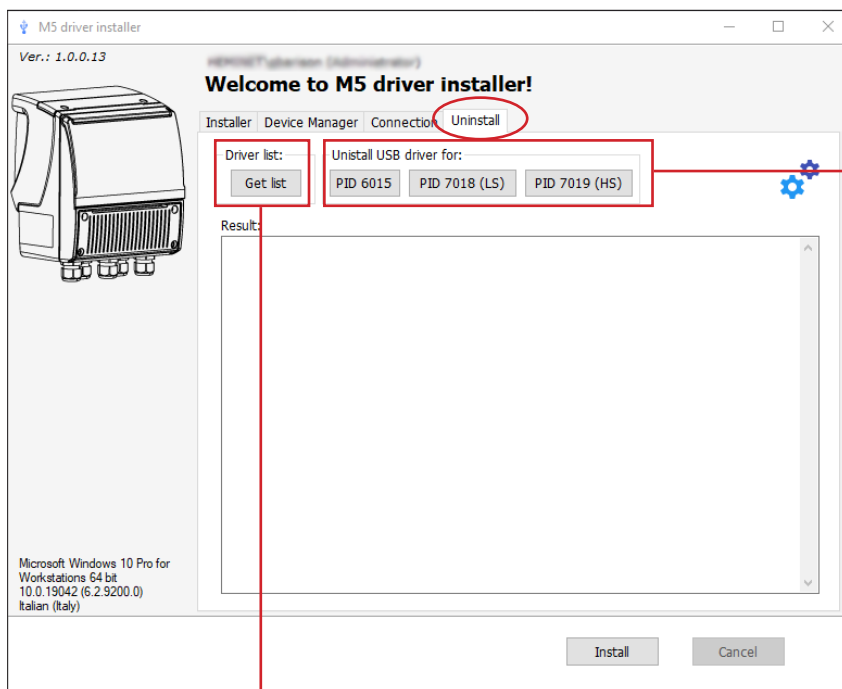 M5 driver installer
Ver.: 1.0.0.13
Welcome to M5 driver installer!
Installer Device Manager Connection Uninstall
Driver list:
Get list
Unistall USB driver for:
PID 6015 PID 7018 (LS) PID 7019 (HS)
Result:
Microsoft Windows 10 Pro for
Workstations 64 bit
10.0.19042 (6.2.9200.0)
Italian (Italy)
Install Cancel